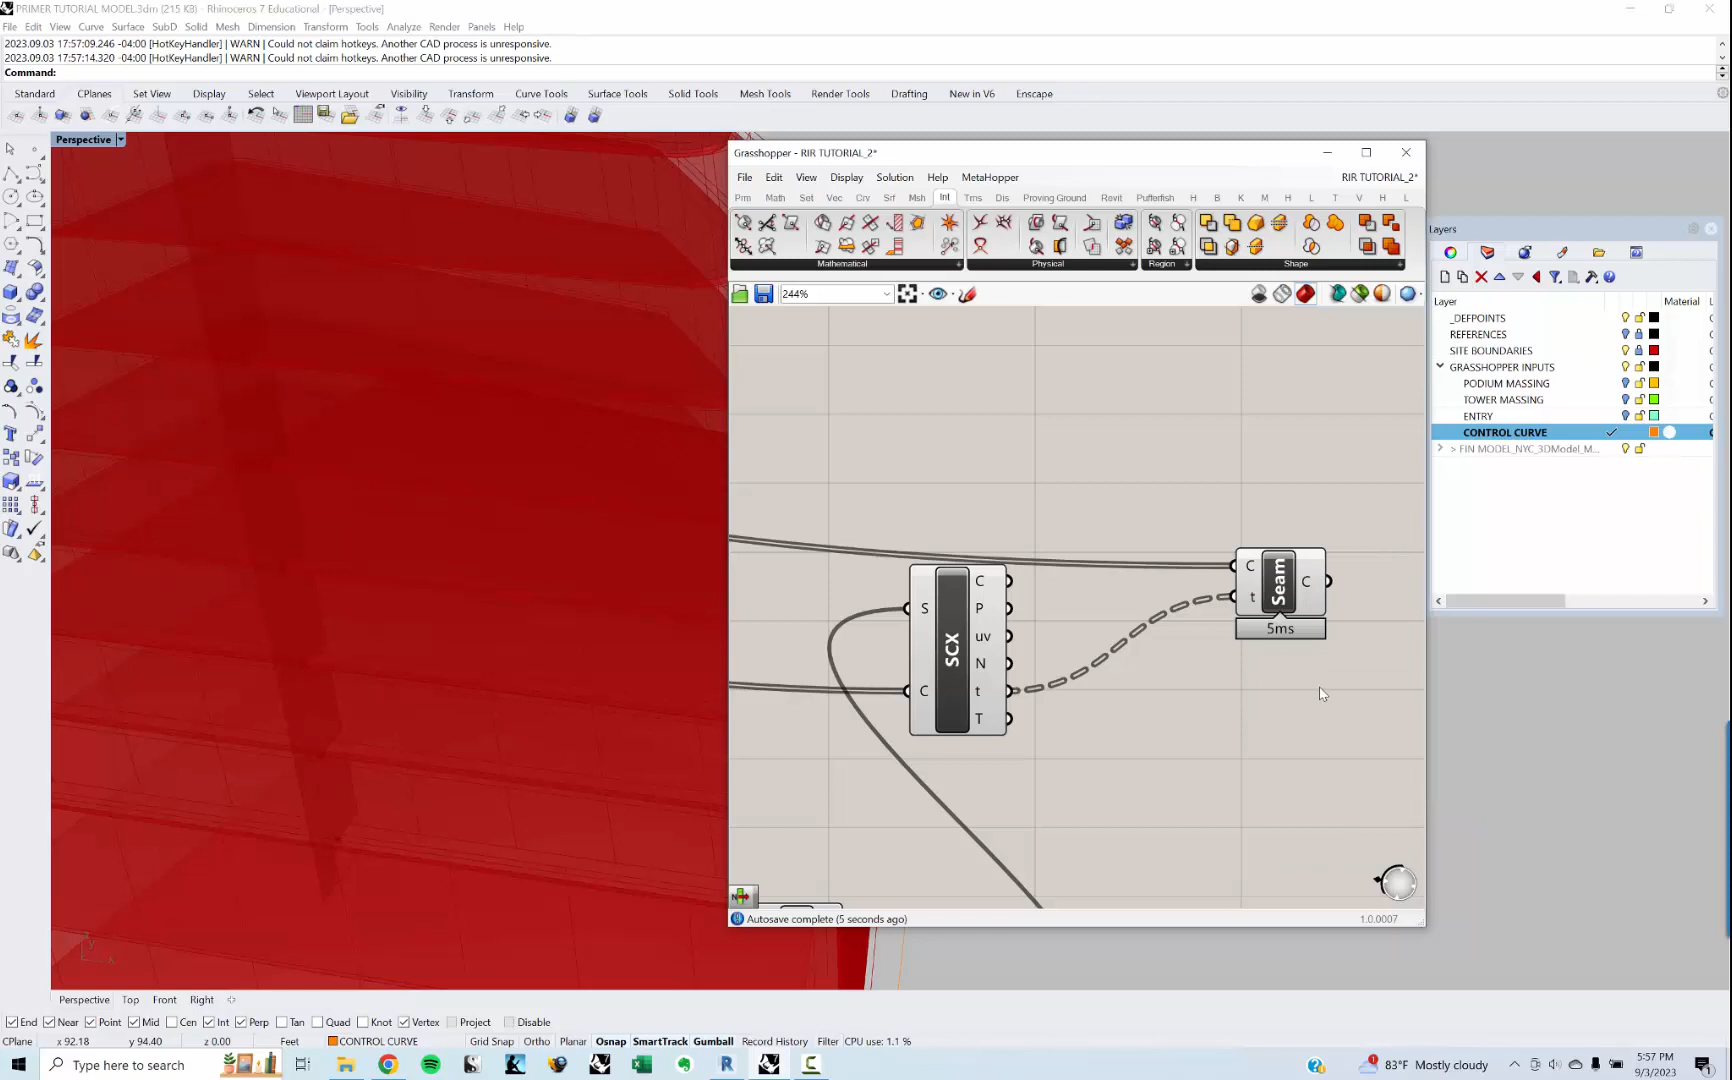 PRIMER TUTORIAL MODEL.3dm (215 KB) - Rhinoceros 7 Educational - [Perspective]
File Edit View Curve Surface SubD Solid Mesh Dimension Transform Tools Analyze Render Panels Help
2023.09.03 17:57:09.246 -04:00 [HotKeyHandler] | WARN | Could not claim hotkeys. Another CAD process is unresponsive.
2023.09.03 17:57:14.320 -04:00 [HotKeyHandler] | WARN | Could not claim hotkeys. Another CAD process is unresponsive.
Command:
Standard CPlanes Set View Display Select Viewport Layout Visibility Transform Curve Tools Surface Tools Solid Tools Mesh Tools Render Tools Drafting New in V6 Enscape
Perspective
Grasshopper - RIR TUTORIAL_2*
File Edit View Display Solution Help MetaHopper RIR TUTORIAL_2*
Prm Math Set Vec Crv Srf Msh Int Trns Dis Proving Ground Revit Pufferfish H B K M H L T V H L
Mathematical Physical Region Shape
244%
C
P
S uv
SCX
N
C t
T
C Seam C
t
5ms
Autosave complete (5 seconds ago) 1.0.0007
Layers
Layer Material L
_DEFPOINTS
REFERENCES
SITE BOUNDARIES
GRASSHOPPER INPUTS
PODIUM MASSING
TOWER MASSING
ENTRY
CONTROL CURVE
> FIN MODEL_NYC_3DModel_M...
Perspective Top Front Right
End Near Point Mid Cen Int Perp Tan Quad Knot Vertex Project Disable
CPlane x 92.18 y 94.40 z 0.00 Feet CONTROL CURVE Grid Snap Ortho Planar Osnap SmartTrack Gumball Record History Filter CPU use: 1.1 %
Type here to search
83°F Mostly cloudy
5:57 PM
9/3/2023